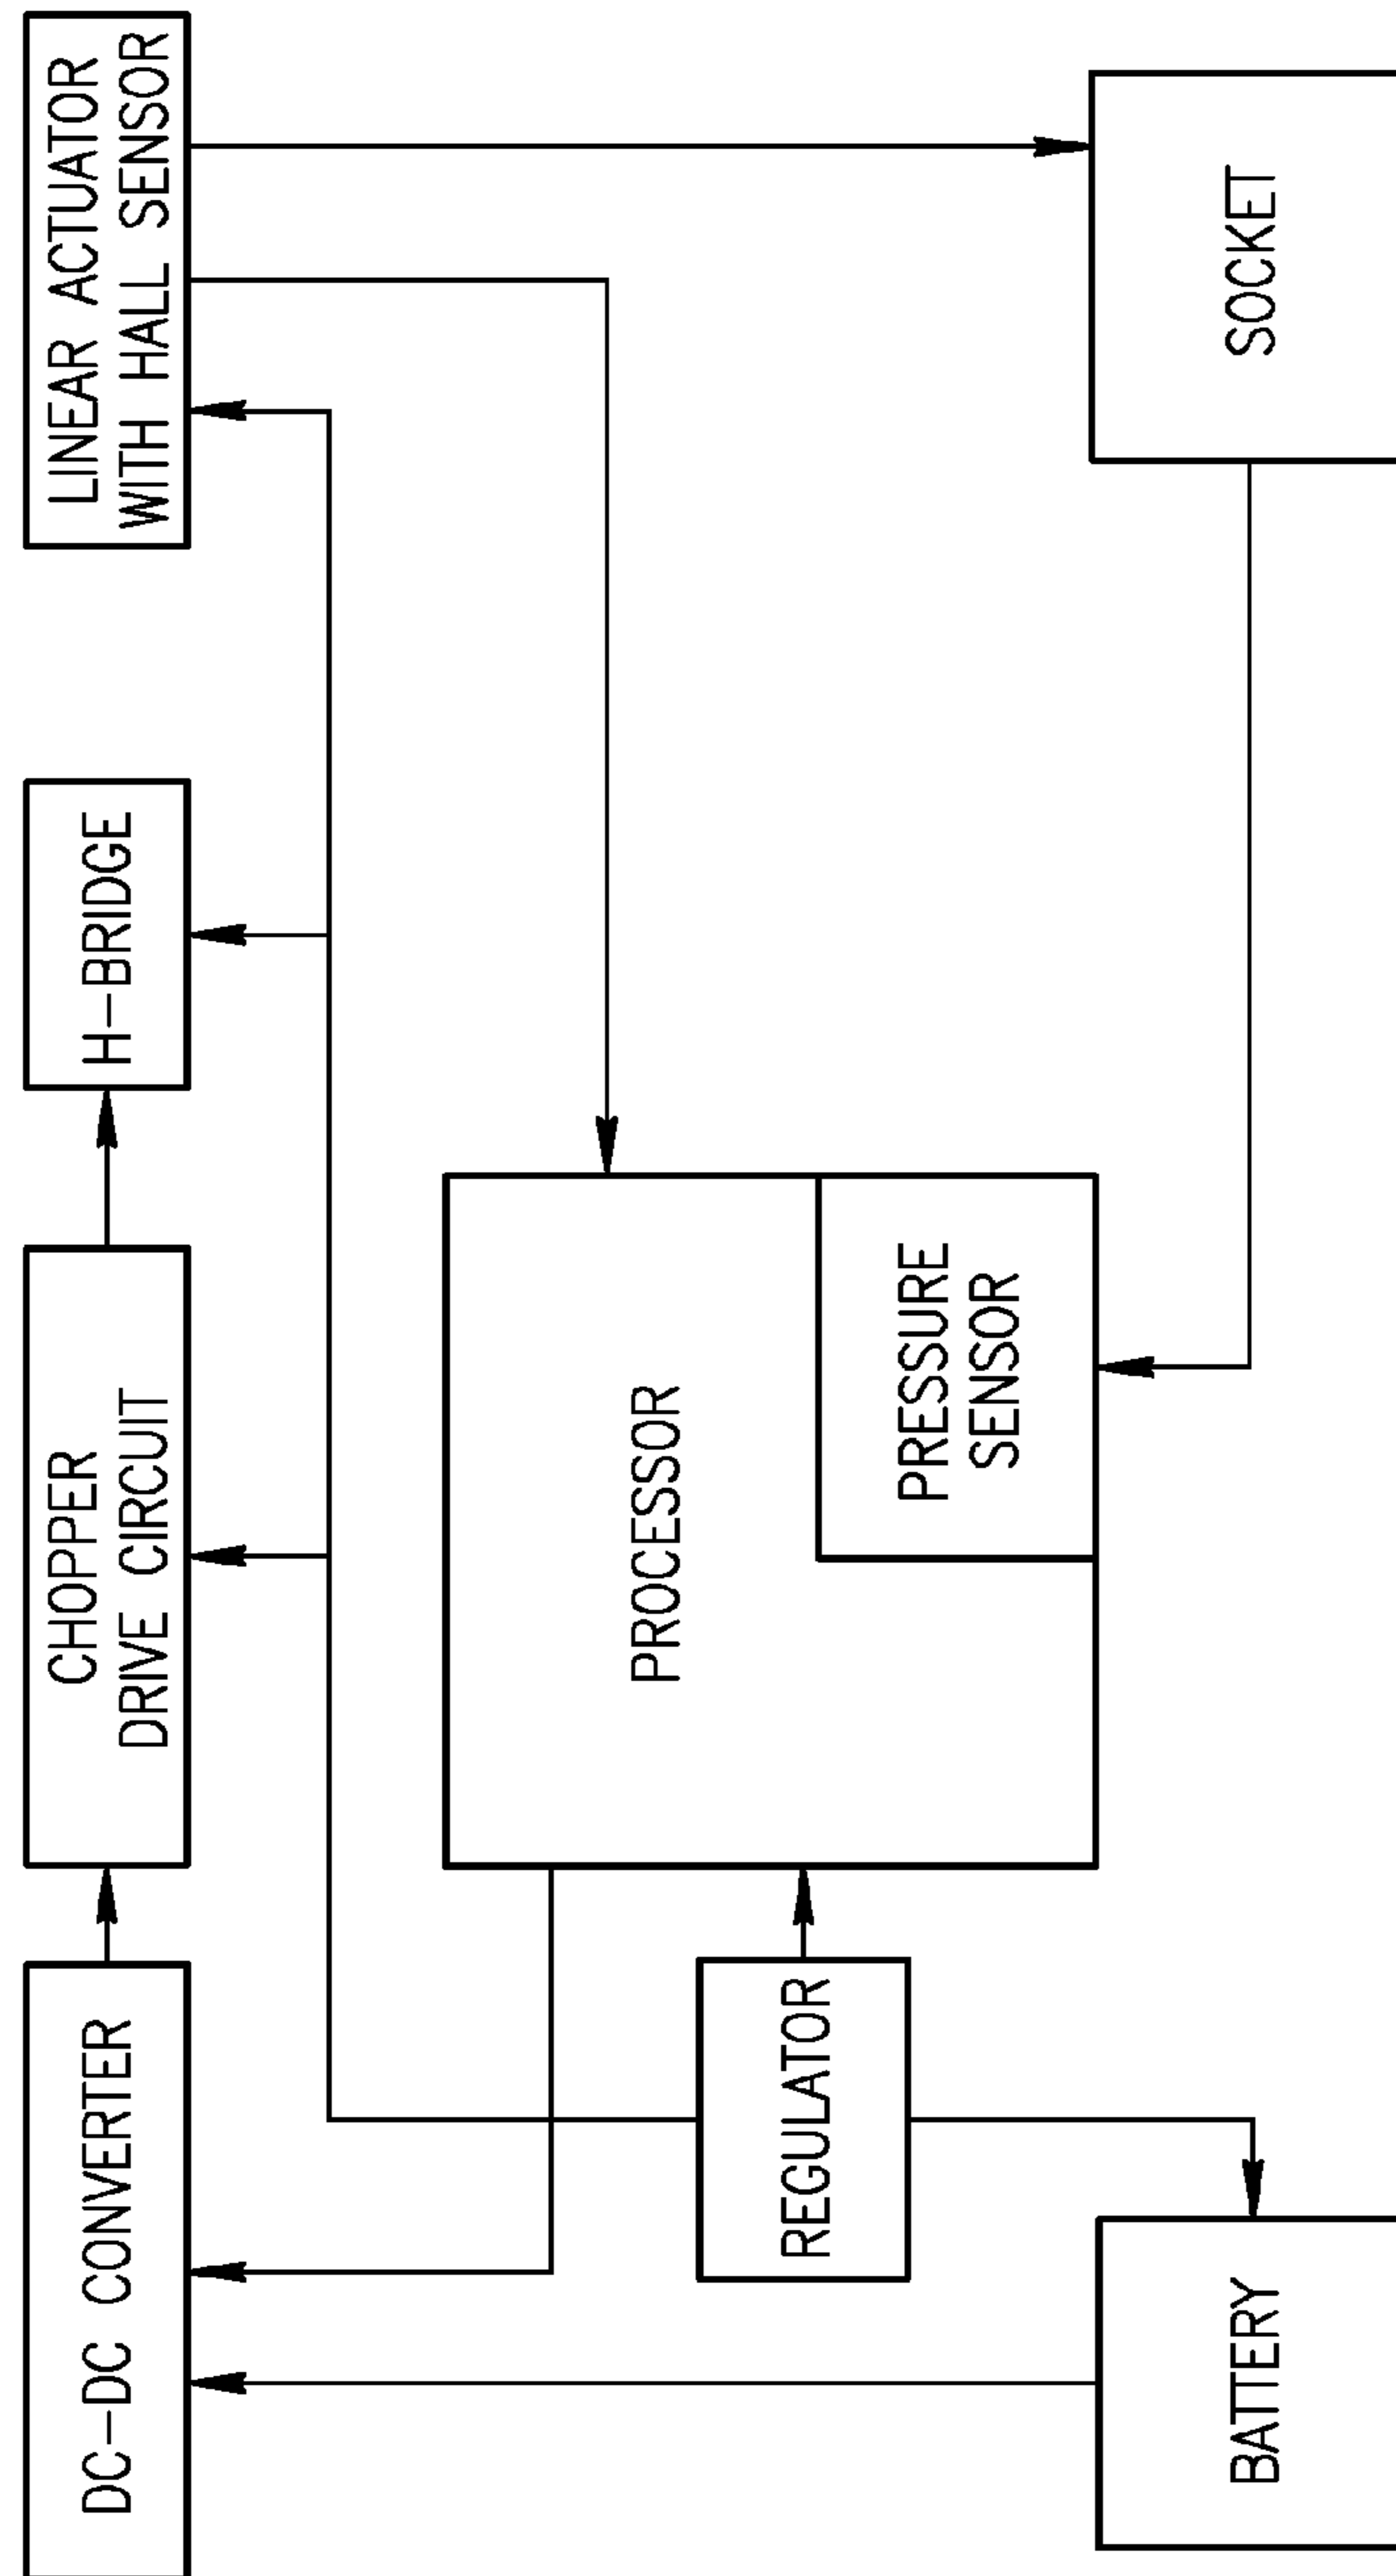 DC-DC CONVERTER
CHOPPER
DRIVE CIRCUIT
H-BRIDGE
LINEAR ACTUATOR
WITH HALL SENSOR
PROCESSOR
REGULATOR
PRESSURE
SENSOR
BATTERY
SOCKET